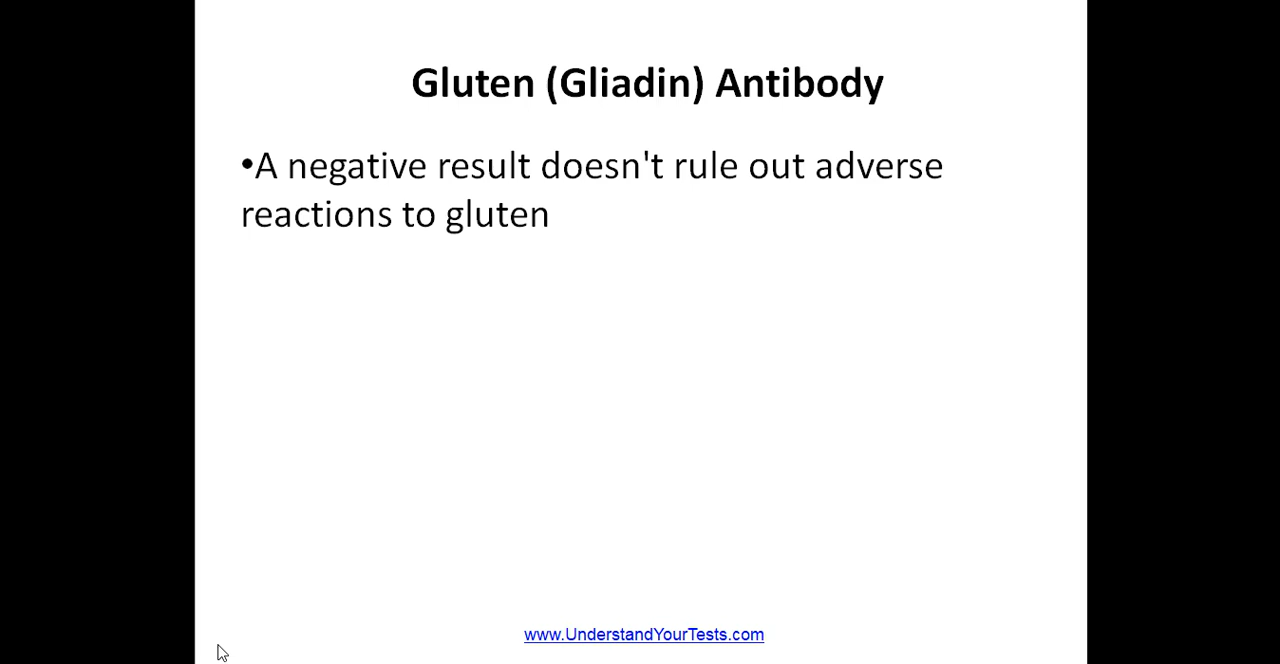 Gluten (Gliadin) Antibody
•A negative result doesn't rule out adverse
reactions to gluten
www.UnderstandYourTests.com